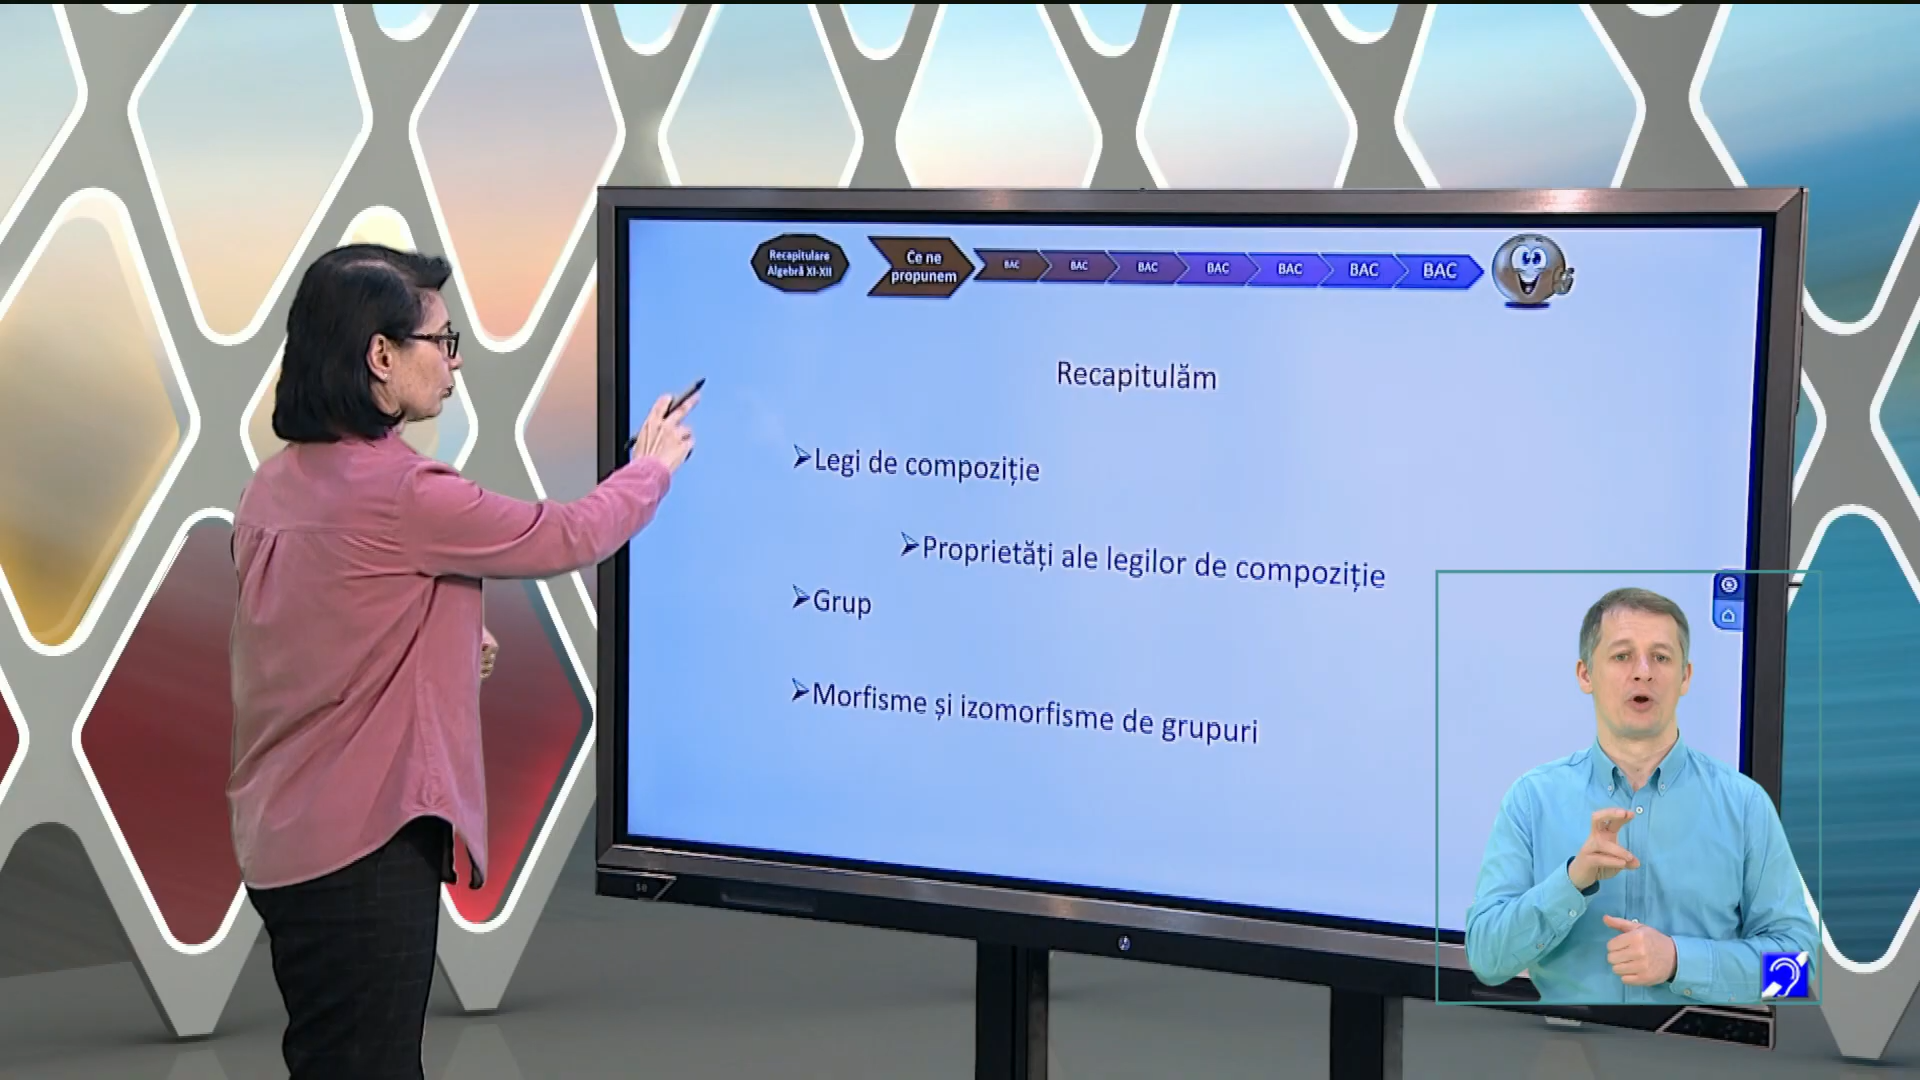 Recapitulare
Algebră XI-XII
Ce ne
propunem
BAC
BAC
BAC
BAC
BAC
BAC
BAC
Recapitulăm
Legi de compoziție
Proprietăți ale legilor de compoziție
Grup
Morfisme și izomorfisme de grupuri